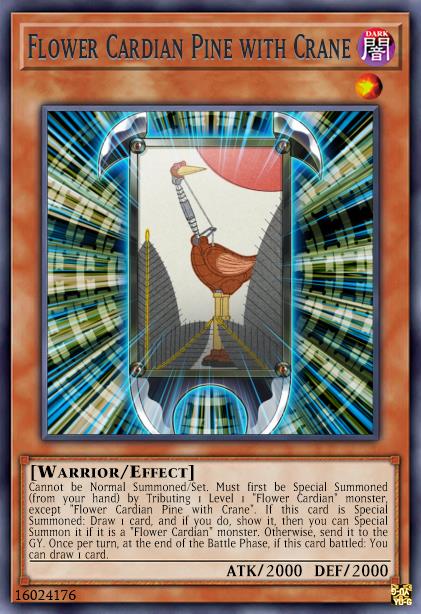 FLOWER CARDIAN PINE WITH CRANE
DARK
闇
[WARRIOR/EFFECT]
Cannot be Normal Summoned/Set. Must first be Special Summoned
(from your hand) by Tributing 1 Level 1 "Flower Cardian" monster,
except "Flower Cardian Pine with Crane". If this card is Special
Summoned: Draw 1 card, and if you do, show it, then you can Special
Summon it if it is a "Flower Cardian" monster. Otherwise, send it to the
GY. Once per turn, at the end of the Battle Phase, if this card battled: You
can draw 1 card.
ATK/2000 DEF/2000
16024176